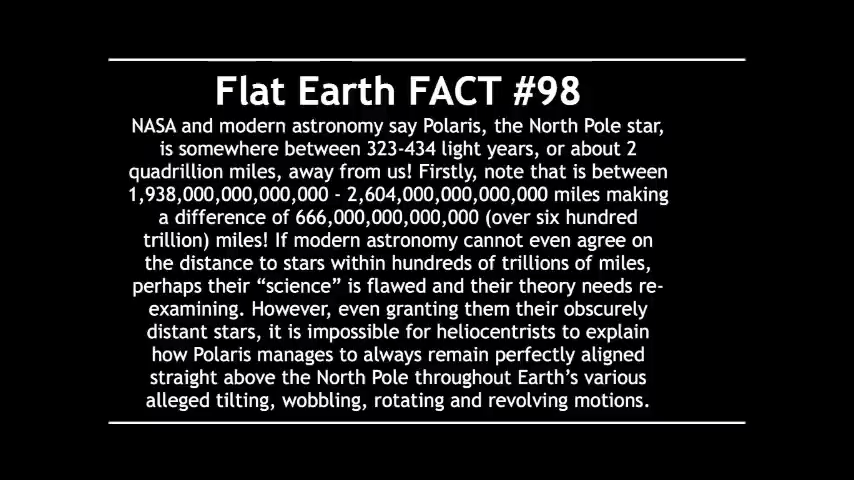 Flat Earth FACT #98
NASA and modern astronomy say Polaris, the North Pole star,
is somewhere between 323-434 light years, or about 2
quadrillion miles, away from us! Firstly, note that is between
1,938,000,000,000,000 - 2,604,000,000,000,000 miles making
a difference of 666,000,000,000,000 (over six hundred
trillion) miles! If modern astronomy cannot even agree on
the distance to stars within hundreds of trillions of miles,
perhaps their “science” is flawed and their theory needs re-
examining. However, even granting them their obscurely
distant stars, it is impossible for heliocentrists to explain
how Polaris manages to always remain perfectly aligned
straight above the North Pole throughout Earth’s various
alleged tilting, wobbling, rotating and revolving motions.